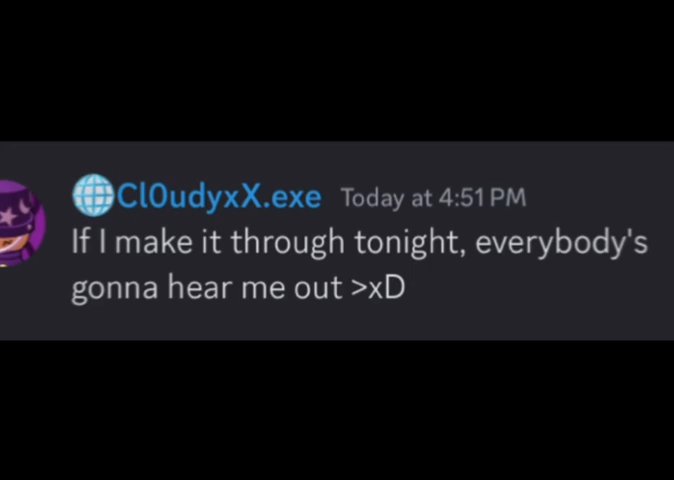 Cl0udyxX.exe Today at 4:51 PM
If I make it through tonight, everybody's
gonna hear me out >xD